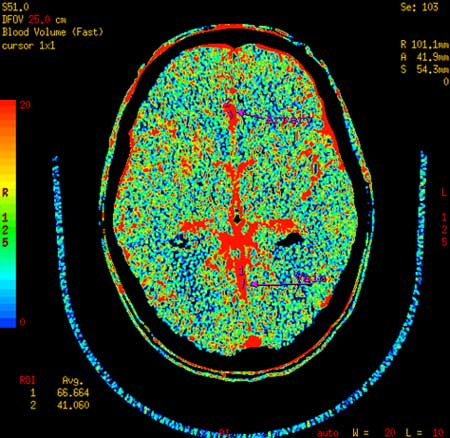 S51.0
Se: 103
DFOV 25.0 cm
Blood Volume (Fast)
cursor 1x1
R 101.1mm
A 41.9mm
S 54.3mm
0
20
Artery
R
L
1
2
5
1
2
5
1
0
ROI Avg.
1 66.664
2 41.060
auto W = 20 L = 10